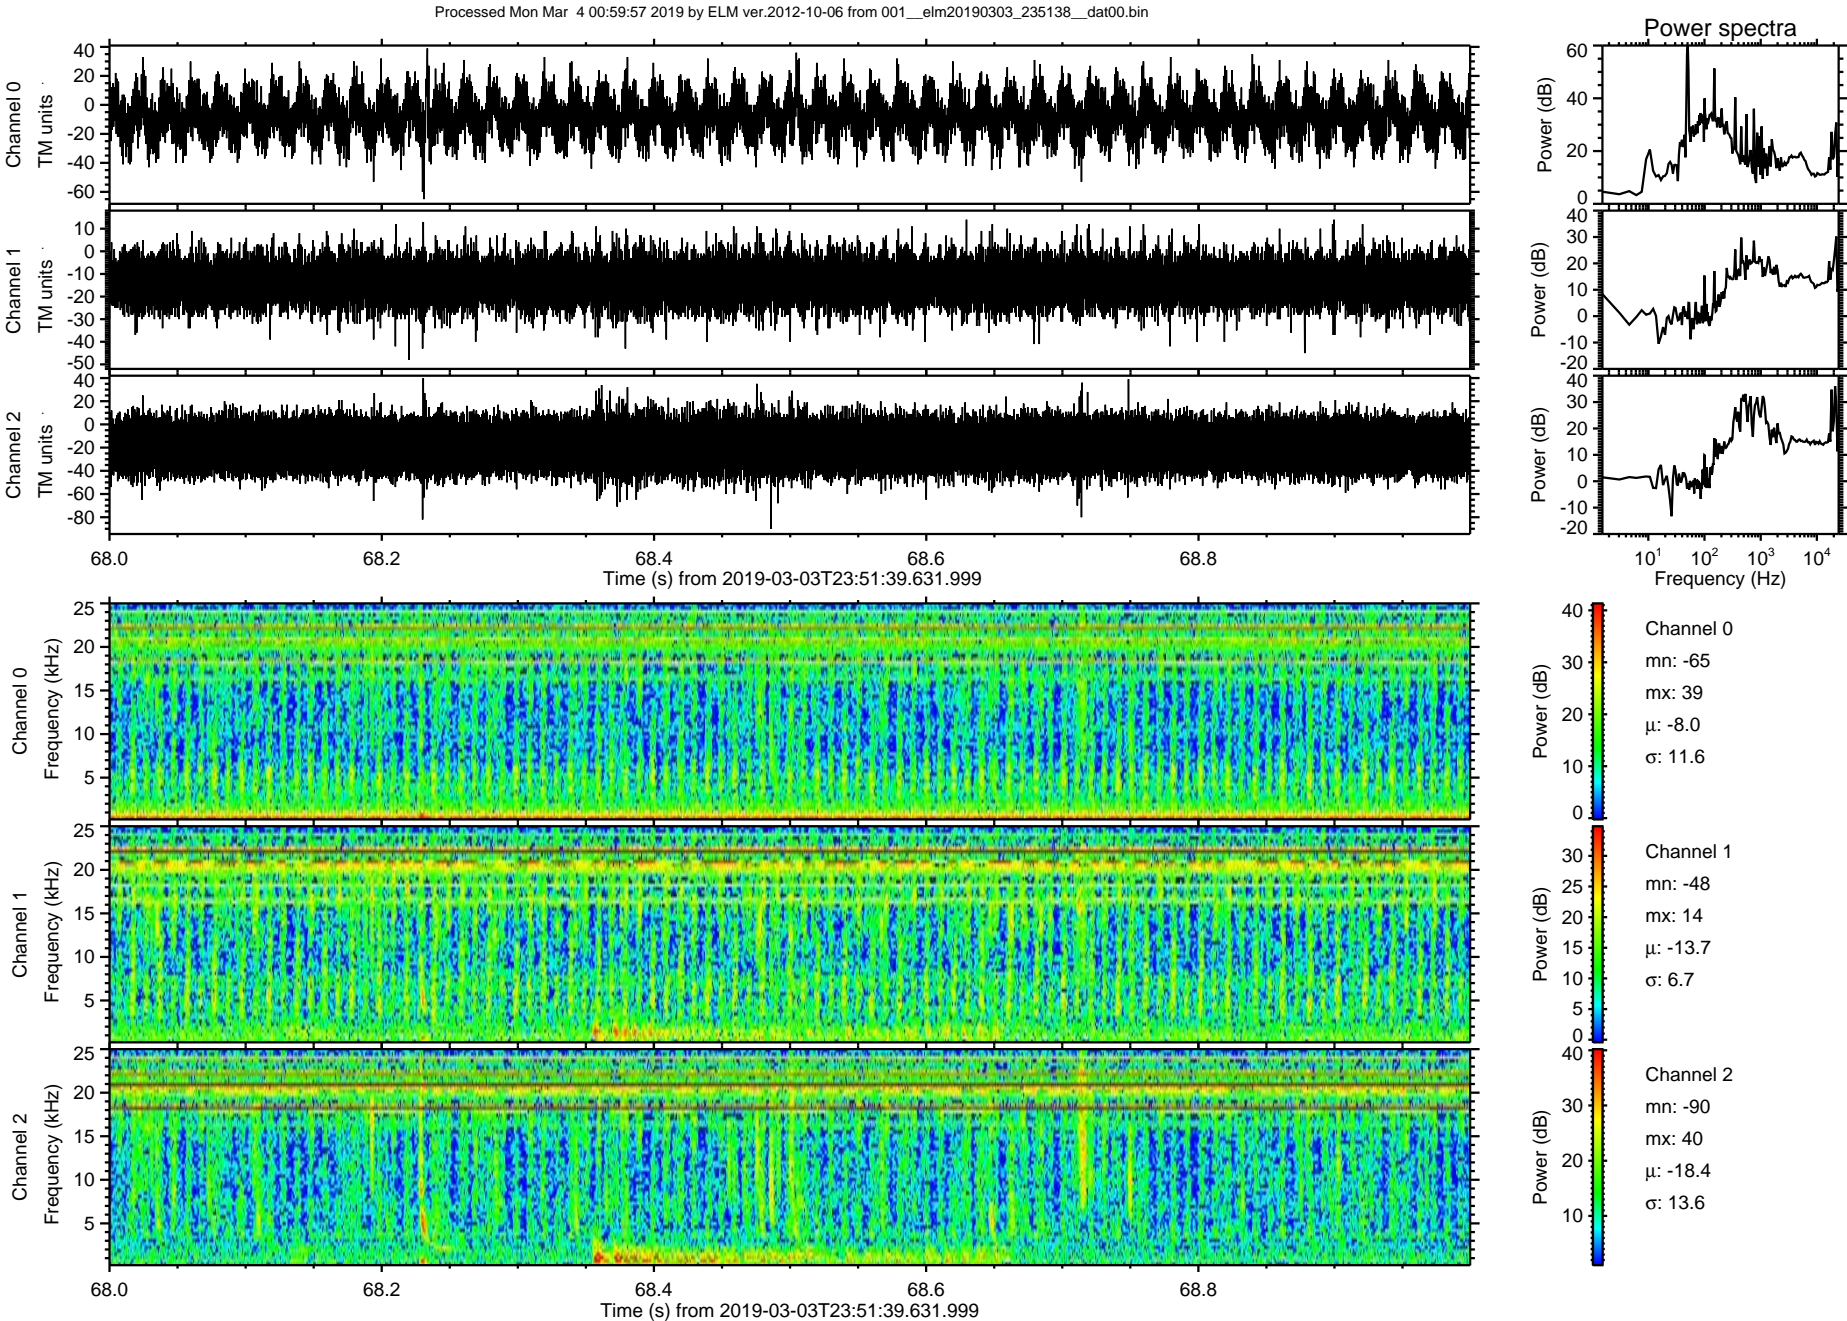 Processed Mon Mar  4 00:59:57 2019 by ELM ver.2012-10-06 from 001__elm20190303_235138__dat00.bin
Power spectra
Channel 0
TM units
40
20
0
-20
-40
-60
Power (dB)
60
40
20
0
Channel 1
TM units
10
0
-10
-20
-30
-40
-50
Power (dB)
40
30
20
10
0
-10
-20
Channel 2
TM units
40
20
0
-20
-40
-60
-80
Power (dB)
40
30
20
10
0
-10
-20
68.0 68.2 68.4 68.6 68.8
Time (s) from 2019-03-03T23:51:39.631.999
10¹ 10² 10³ 10⁴
Frequency (Hz)
Channel 0
Frequency (kHz)
25
20
15
10
5
Power (dB)
40
30
20
10
0
Channel 0
mn: -65
mx: 39
μ: -8.0
σ: 11.6
Channel 1
Frequency (kHz)
25
20
15
10
5
Power (dB)
30
25
20
15
10
5
0
Channel 1
mn: -48
mx: 14
μ: -13.7
σ: 6.7
Channel 2
Frequency (kHz)
25
20
15
10
5
Power (dB)
40
30
20
10
Channel 2
mn: -90
mx: 40
μ: -18.4
σ: 13.6
68.0 68.2 68.4 68.6 68.8
Time (s) from 2019-03-03T23:51:39.631.999